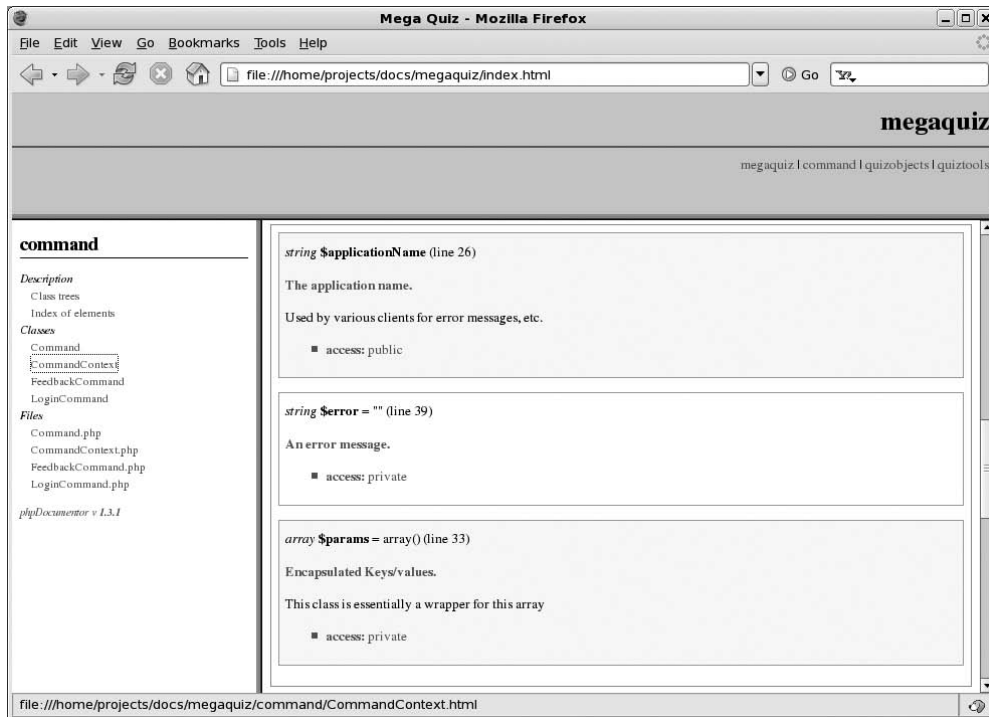 Mega Quiz - Mozilla Firefox
File Edit View Go Bookmarks Tools Help
file:///home/projects/docs/megaquiz/index.html Go
megaquiz
megaquiz | command | quizobjects | quiztools
command
Description
Class trees
Index of elements
Classes
Command
CommandContext
FeedbackCommand
LoginCommand
Files
Command.php
CommandContext.php
FeedbackCommand.php
LoginCommand.php
phpDocumentor v 1.3.1
string $applicationName (line 26)
The application name.
Used by various clients for error messages, etc.
access: public
string $error = "" (line 39)
An error message.
access: private
array $params = array() (line 33)
Encapsulated Keys/values.
This class is essentially a wrapper for this array
access: private
file:///home/projects/docs/megaquiz/command/CommandContext.html